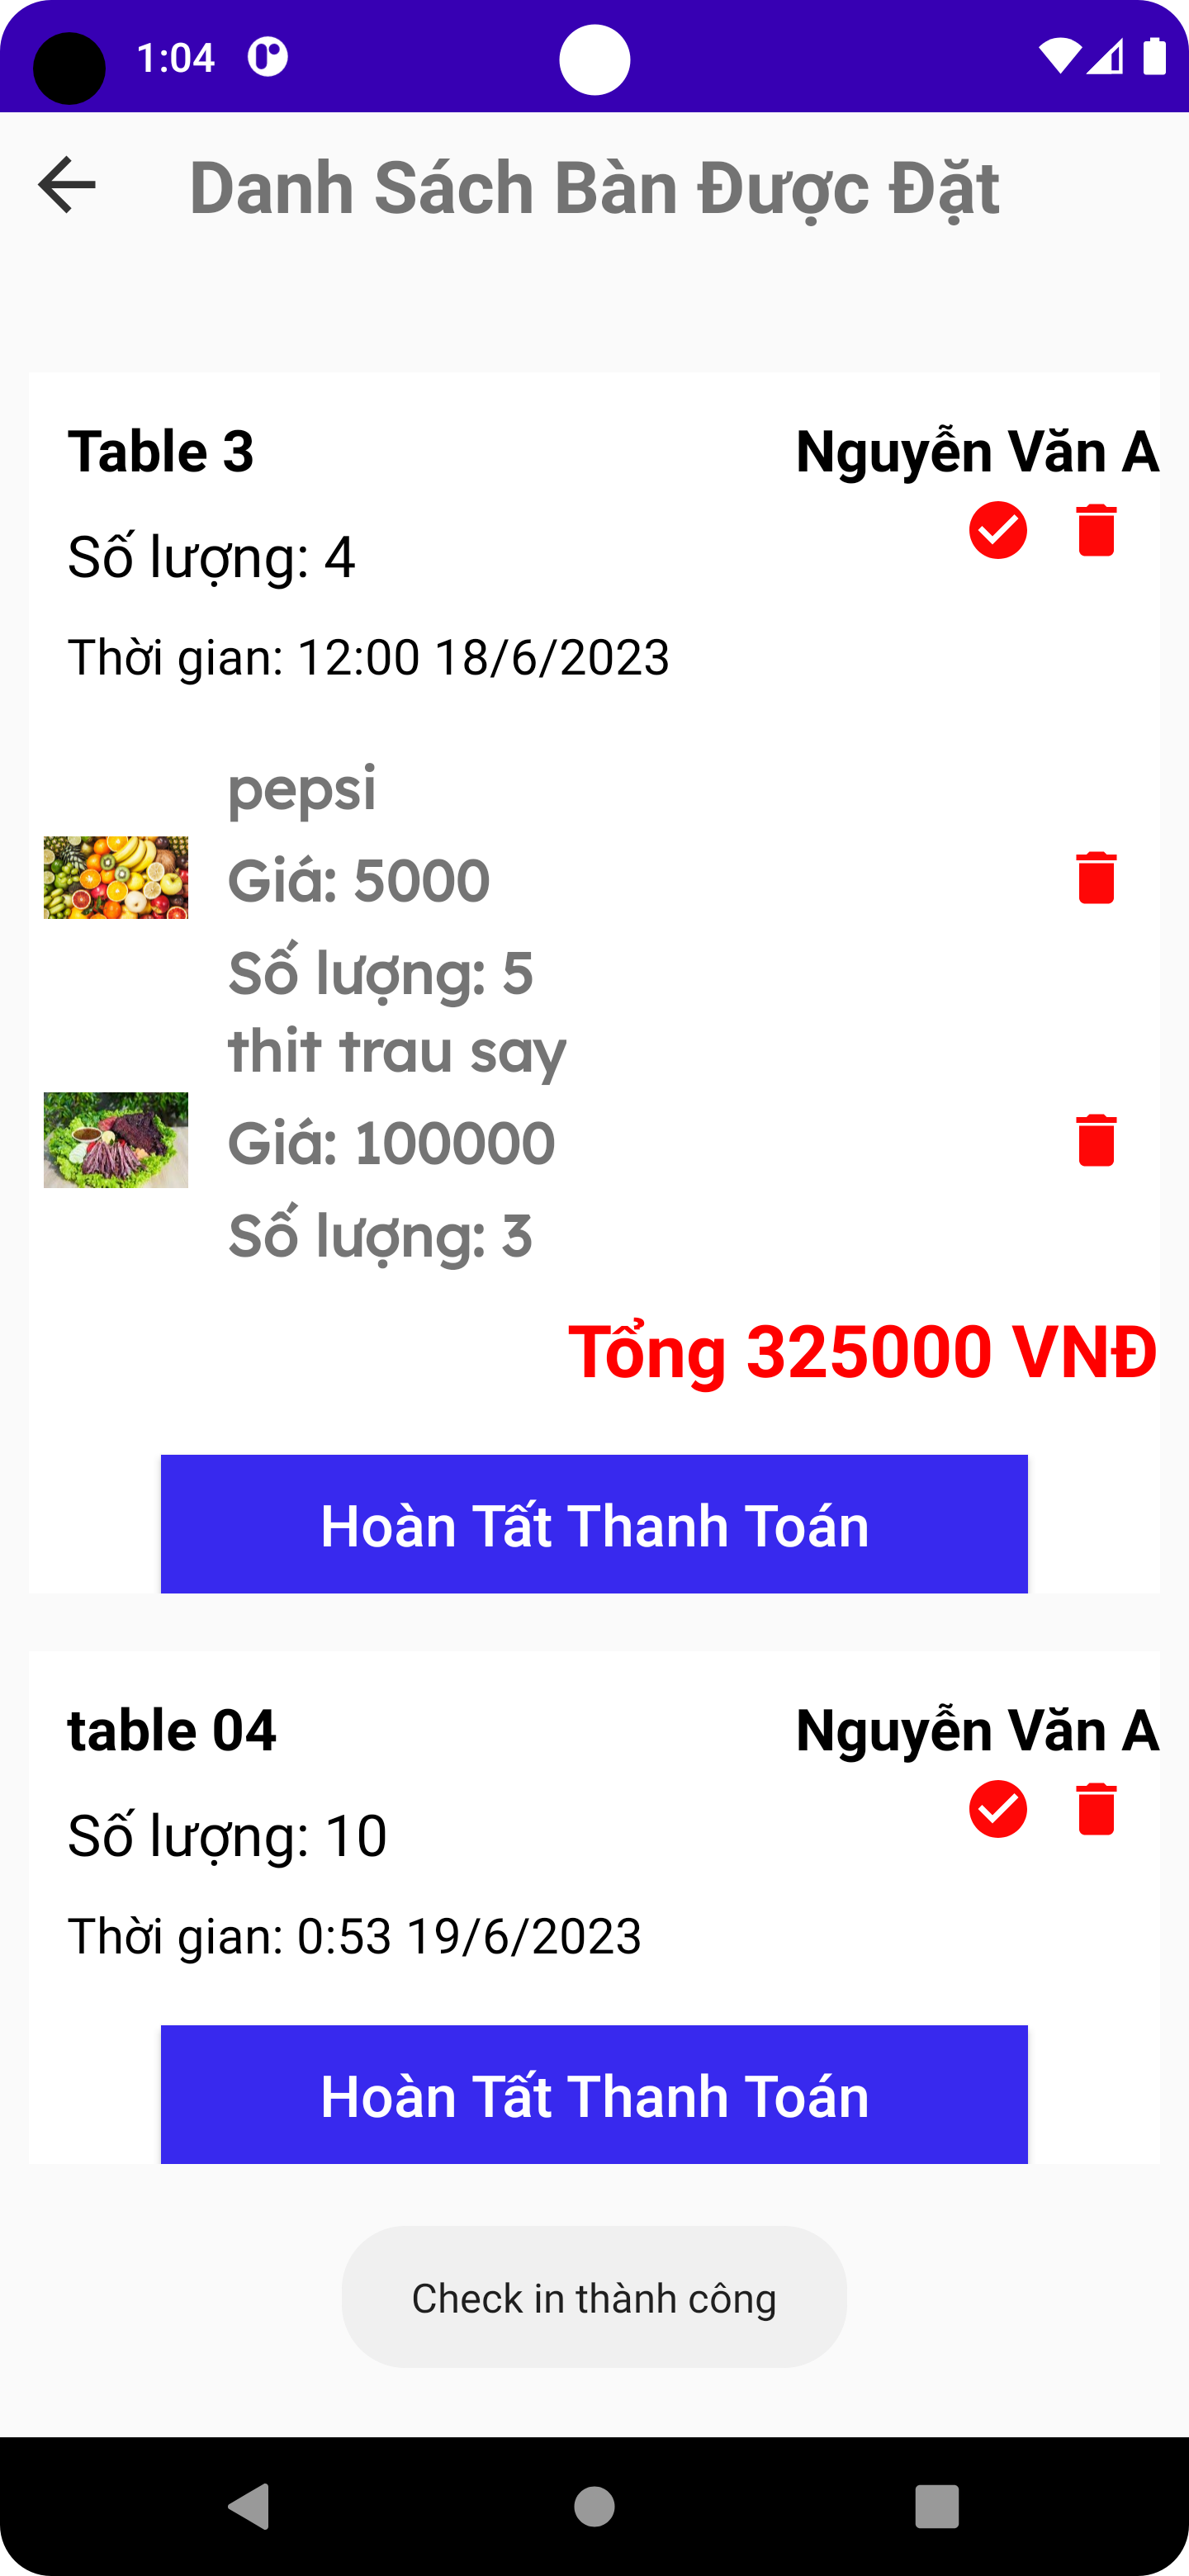 1:04
Danh Sách Bàn Được Đặt
Table 3
Nguyễn Văn A
Số lượng: 4
Thời gian: 12:00 18/6/2023
pepsi
Giá: 5000
Số lượng: 5
thit trau say
Giá: 100000
Số lượng: 3
Tổng 325000 VNĐ
Hoàn Tất Thanh Toán
table 04
Nguyễn Văn A
Số lượng: 10
Thời gian: 0:53 19/6/2023
Hoàn Tất Thanh Toán
Check in thành công